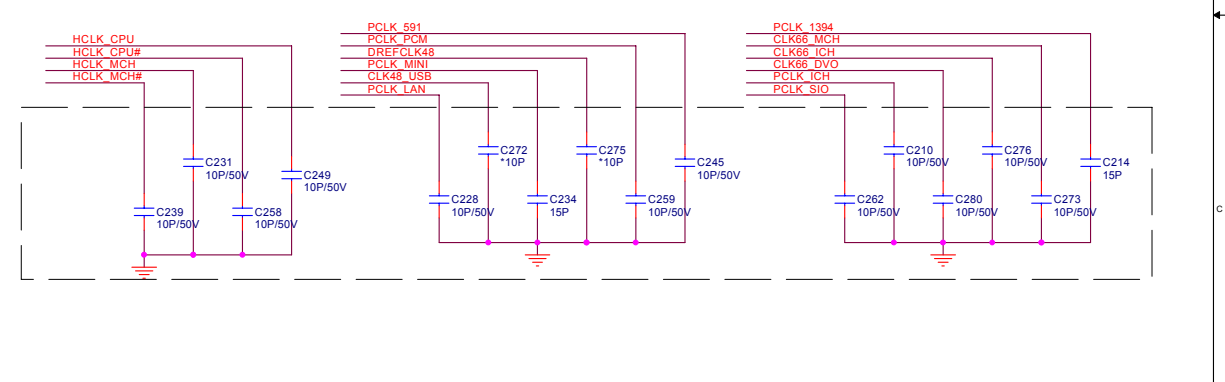 HCLK_CPU
HCLK_CPU#
HCLK_MCH
HCLK_MCH#
PCLK_591
PCLK_PCM
DREFCLK48
PCLK_MINI
CLK48_USB
PCLK_LAN
PCLK_1394
CLK66_MCH
CLK66_ICH
CLK66_DVO
PCLK_ICH
PCLK_SIO
C231
10P/50V
C249
10P/50V
C239
10P/50V
C258
10P/50V
C272
*10P
C275
*10P
C245
10P/50V
C228
10P/50V
C234
15P
C259
10P/50V
C210
10P/50V
C276
10P/50V
C214
15P
C262
10P/50V
C280
10P/50V
C273
10P/50V
C